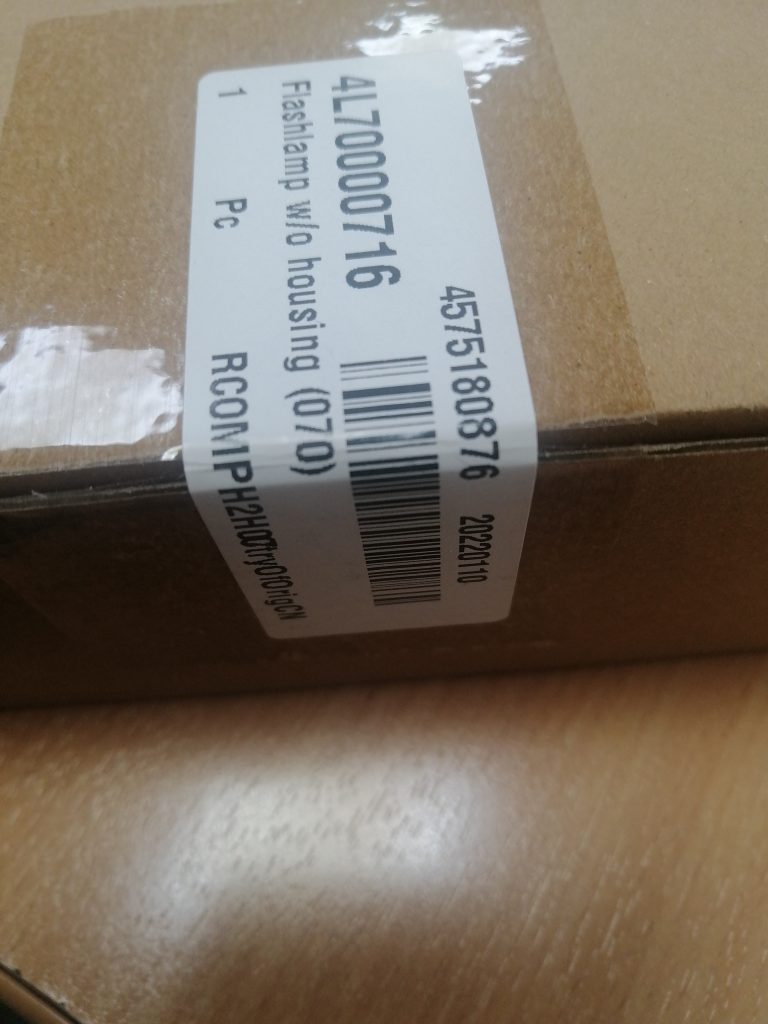 4575180876 20220110
4L70000716
Flashlamp w/o housing (070)
1 Pc